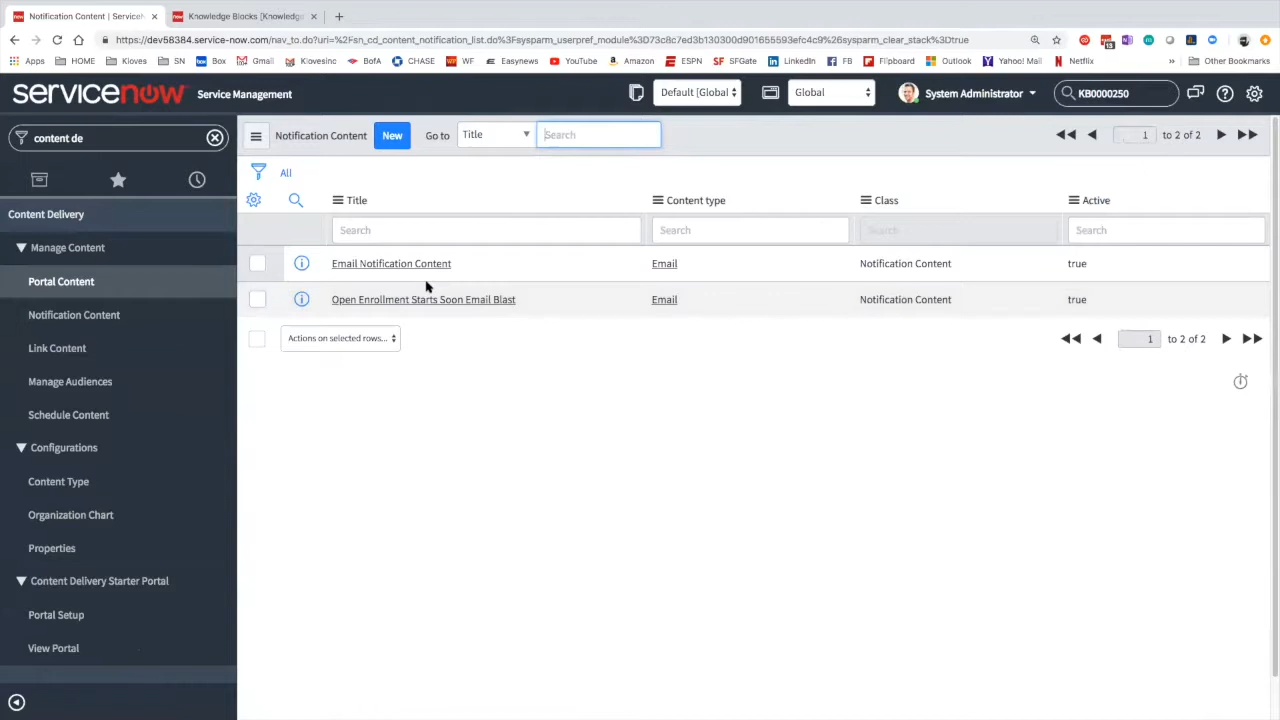 Notification Content | ServiceN
Knowledge Blocks [Knowledg
https://dev58384.service-now.com/nav_to.do?uri=%2Fsn_cd_content_notification_list.do%3Fsysparm_userpref_module%3D73c8c7ed3b130300d901655593efc4c9%26sysparm_clear_stack%3Dtrue
13
Apps HOME Kloves SN Box Gmail Klovesinc BofA CHASE WF Easynews YouTube Amazon ESPN SFGate LinkedIn FB Flipboard Outlook Yahoo! Mail Netflix » Other Bookmarks
servicenow Service Management
Default [Global
Global
System Administrator
KB0000250
content de
Notification Content New Go to Title Search 1 to 2 of 2
All
Title Content type Class Active
Search Search Search Search
Email Notification Content Email Notification Content true
Open Enrollment Starts Soon Email Blast Email Notification Content true
Actions on selected rows... 1 to 2 of 2
Content Delivery
Manage Content
Portal Content
Notification Content
Link Content
Manage Audiences
Schedule Content
Configurations
Content Type
Organization Chart
Properties
Content Delivery Starter Portal
Portal Setup
View Portal